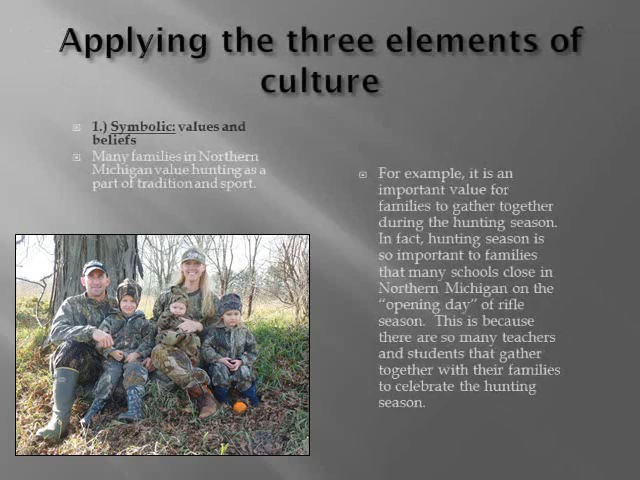 Applying the three elements of
culture
1.) Symbolic: values and
beliefs
Many families in Northern
Michigan value hunting as a
part of tradition and sport.
For example, it is an
important value for
families to gather together
during the hunting season.
In fact, hunting season is
so important to families
that many schools close in
Northern Michigan on the
“opening day” of rifle
season.  This is because
there are so many teachers
and students that gather
together with their families
to celebrate the hunting
season.